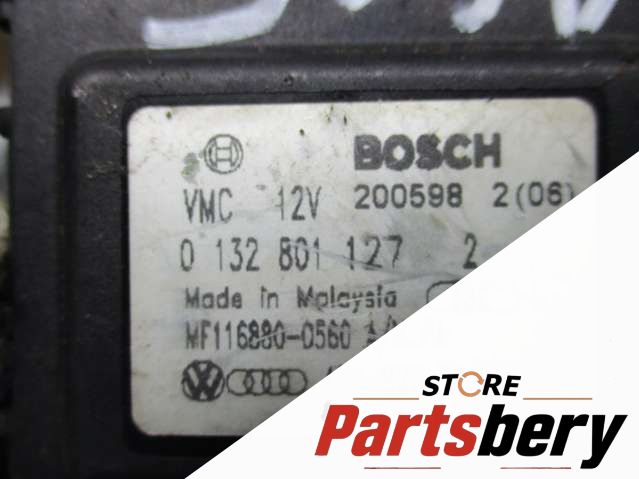 BOSCH
VMC 12V 200598 2(06)
0 132 801 127 2
Made in Malaysia
MF116880-0560
STORE
Partsbery